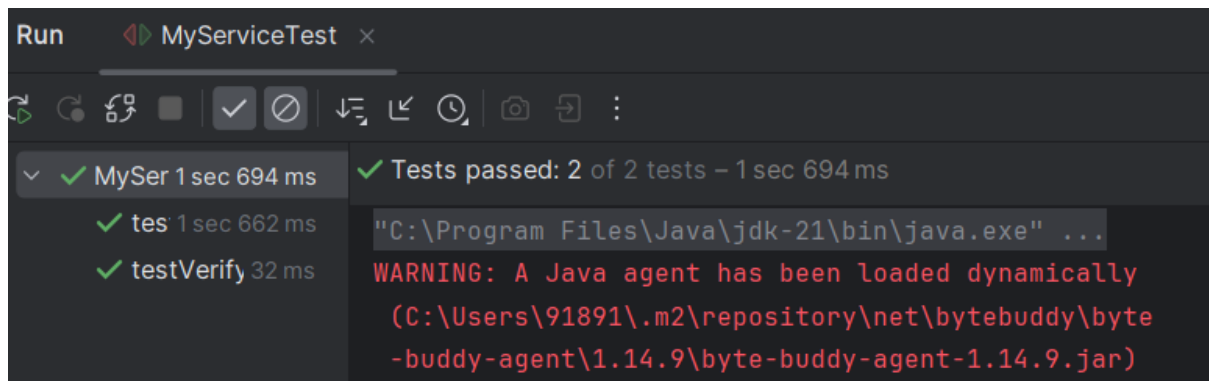 Run MyServiceTest
MySer 1 sec 694 ms
tes 1 sec 662 ms
testVerify 32 ms
Tests passed: 2 of 2 tests – 1 sec 694 ms
"C:\Program Files\Java\jdk-21\bin\java.exe" ...
WARNING: A Java agent has been loaded dynamically
(C:\Users\91891\.m2\repository\net\bytebuddy\byte
-buddy-agent\1.14.9\byte-buddy-agent-1.14.9.jar)